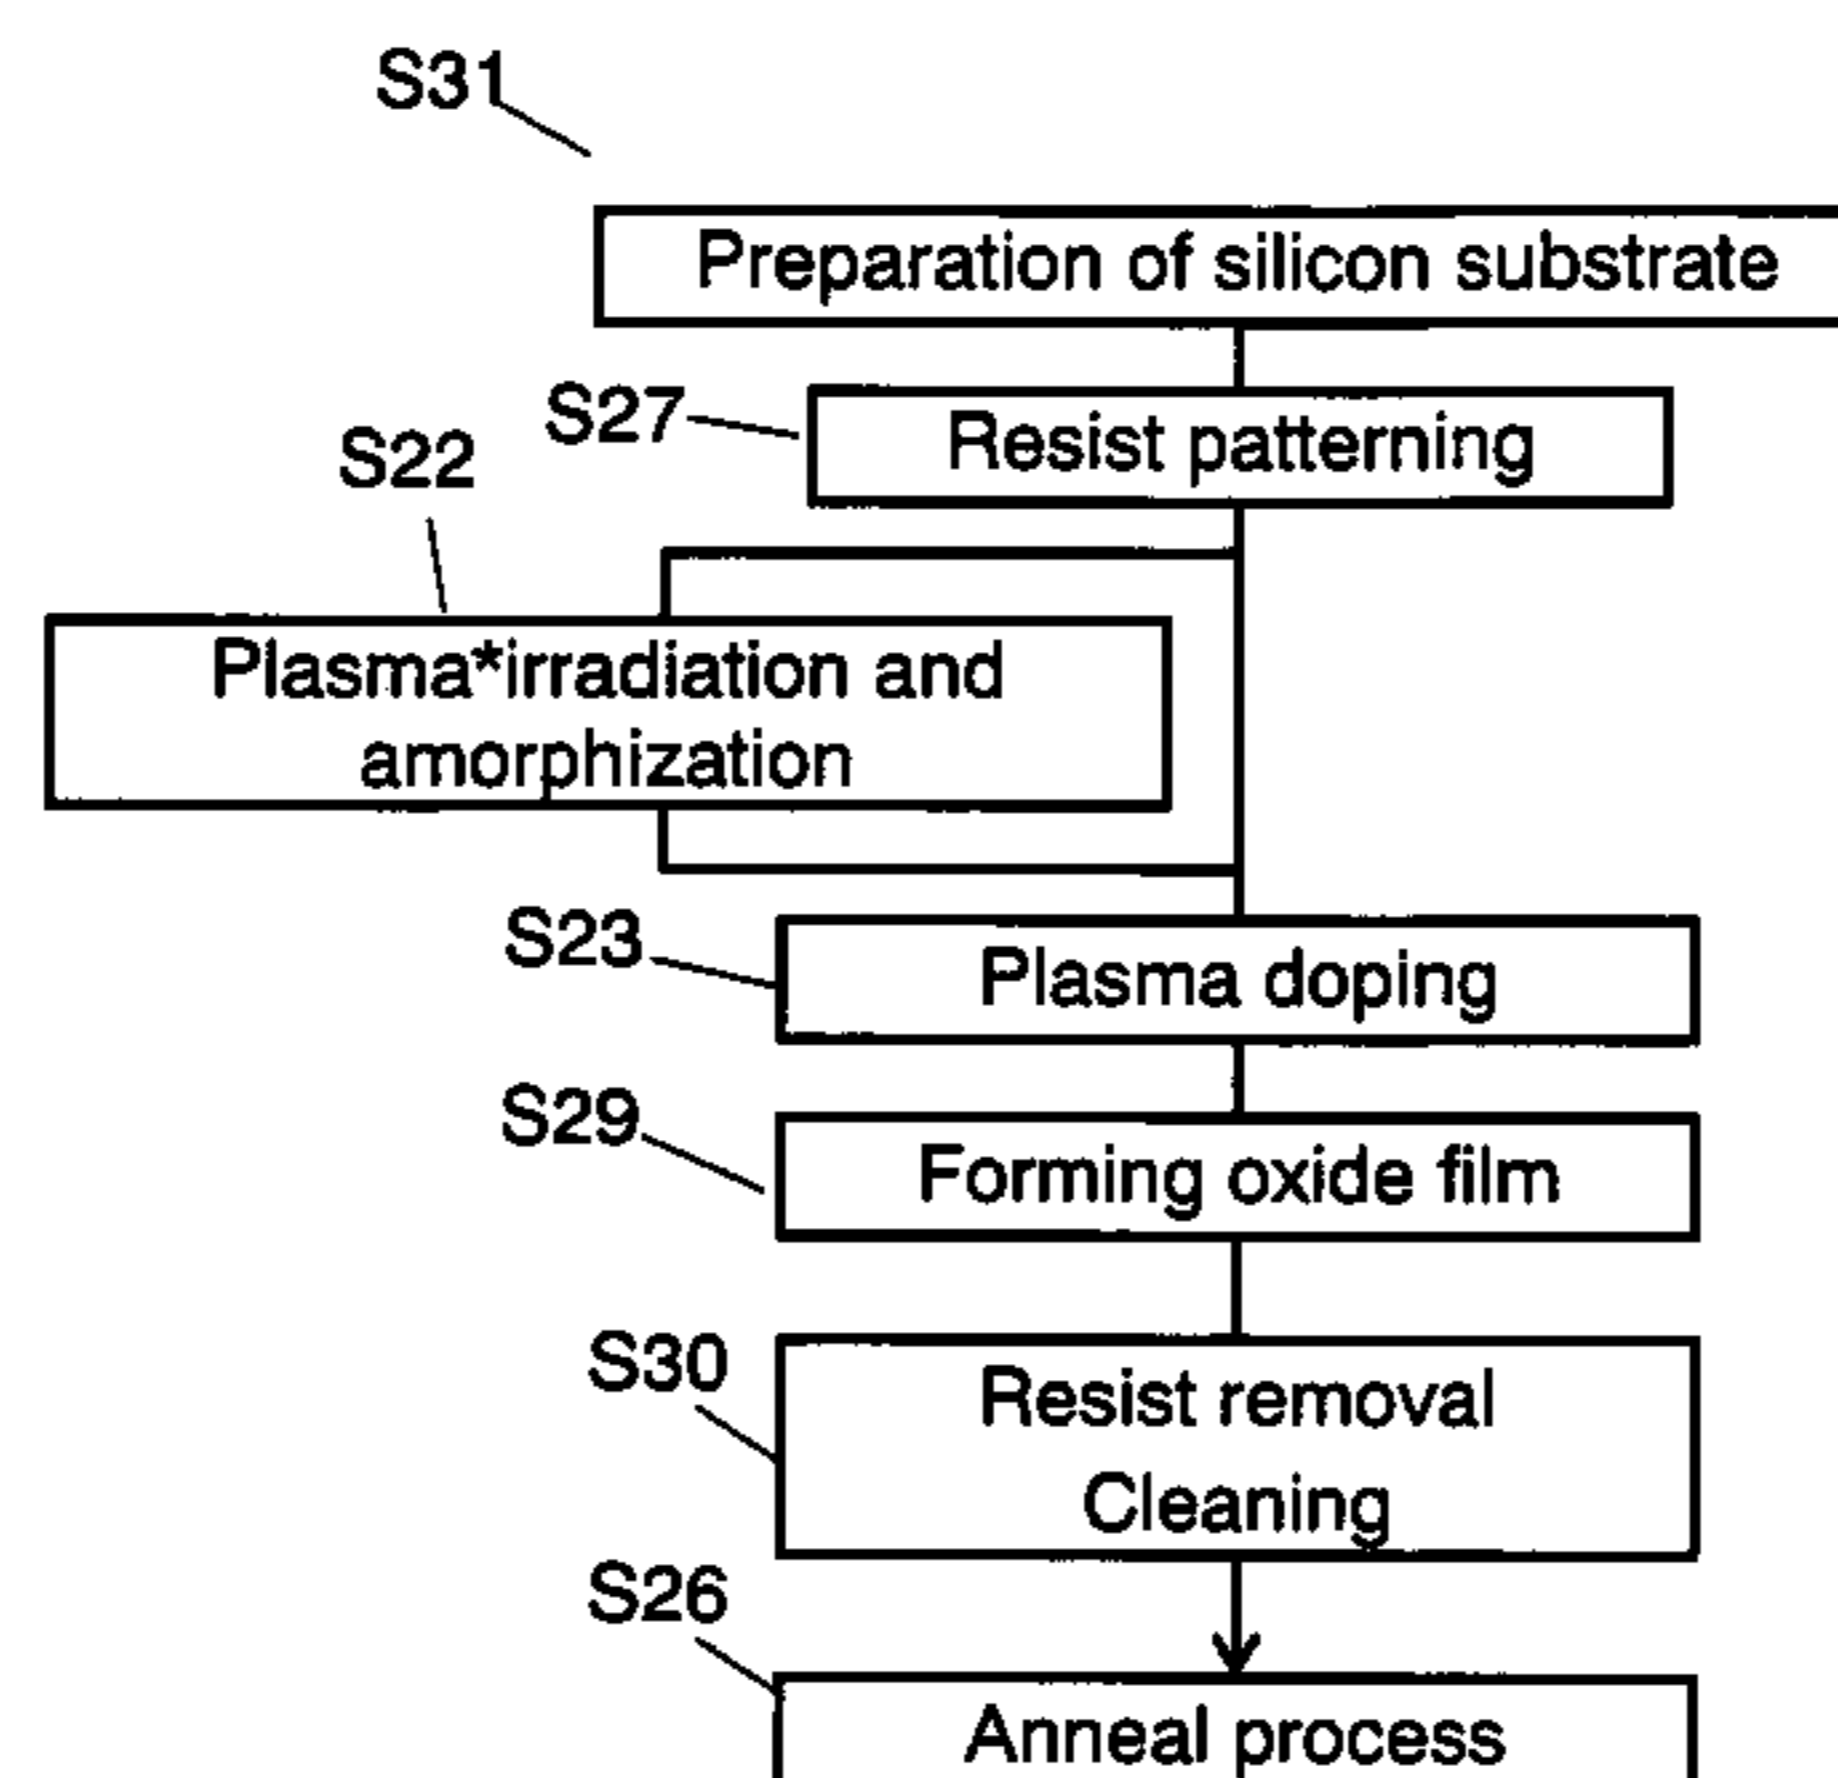 S31
Preparation of silicon substrate
S27
Resist patterning
S22
Plasma*irradiation and
amorphization
S23
Plasma doping
S29
Forming oxide film
S30
Resist removal
Cleaning
S26
Anneal process